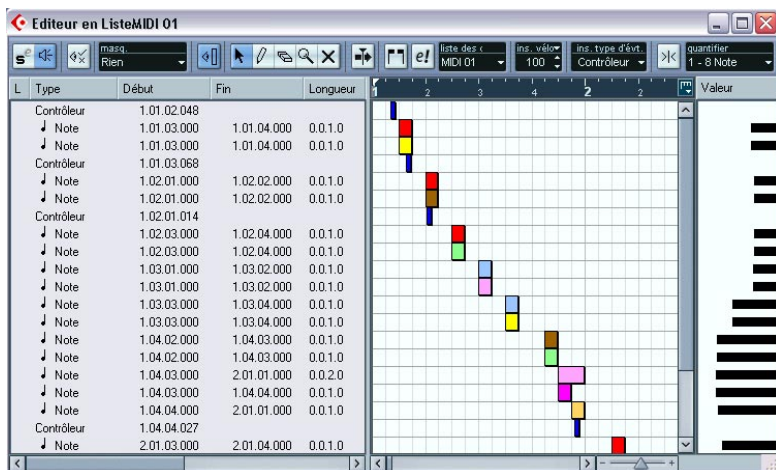 Editeur en ListeMIDI 01
masq. liste des c ins. vélo ins. type d'évt. quantifier
Rien MIDI 01 100 Contrôleur 1 - 8 Note
L Type Début Fin Longueur 1 2 3 4 2 2 Valeur
Contrôleur 1.01.02.048
Note 1.01.03.000 1.01.04.000 0.0.1.0
Note 1.01.03.000 1.01.04.000 0.0.1.0
Contrôleur 1.01.03.068
Note 1.02.01.000 1.02.02.000 0.0.1.0
Note 1.02.01.000 1.02.02.000 0.0.1.0
Contrôleur 1.02.01.014
Note 1.02.03.000 1.02.04.000 0.0.1.0
Note 1.02.03.000 1.02.04.000 0.0.1.0
Note 1.03.01.000 1.03.02.000 0.0.1.0
Note 1.03.01.000 1.03.02.000 0.0.1.0
Note 1.03.03.000 1.03.04.000 0.0.1.0
Note 1.03.03.000 1.03.04.000 0.0.1.0
Note 1.04.02.000 1.04.03.000 0.0.1.0
Note 1.04.02.000 1.04.03.000 0.0.1.0
Note 1.04.03.000 2.01.01.000 0.0.2.0
Note 1.04.03.000 1.04.04.000 0.0.1.0
Note 1.04.04.000 2.01.01.000 0.0.1.0
Contrôleur 1.04.04.027
Note 2.01.03.000 2.01.04.000 0.0.1.0